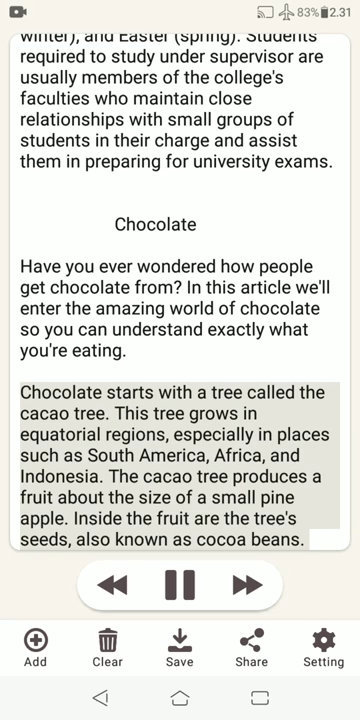 83% 2.31
winter), and Easter (spring). Students
required to study under supervisor are
usually members of the college's
faculties who maintain close
relationships with small groups of
students in their charge and assist
them in preparing for university exams.
Chocolate
Have you ever wondered how people
get chocolate from? In this article we'll
enter the amazing world of chocolate
so you can understand exactly what
you're eating.
Chocolate starts with a tree called the
cacao tree. This tree grows in
equatorial regions, especially in places
such as South America, Africa, and
Indonesia. The cacao tree produces a
fruit about the size of a small pine
apple. Inside the fruit are the tree's
seeds, also known as cocoa beans.
Add Clear Save Share Setting